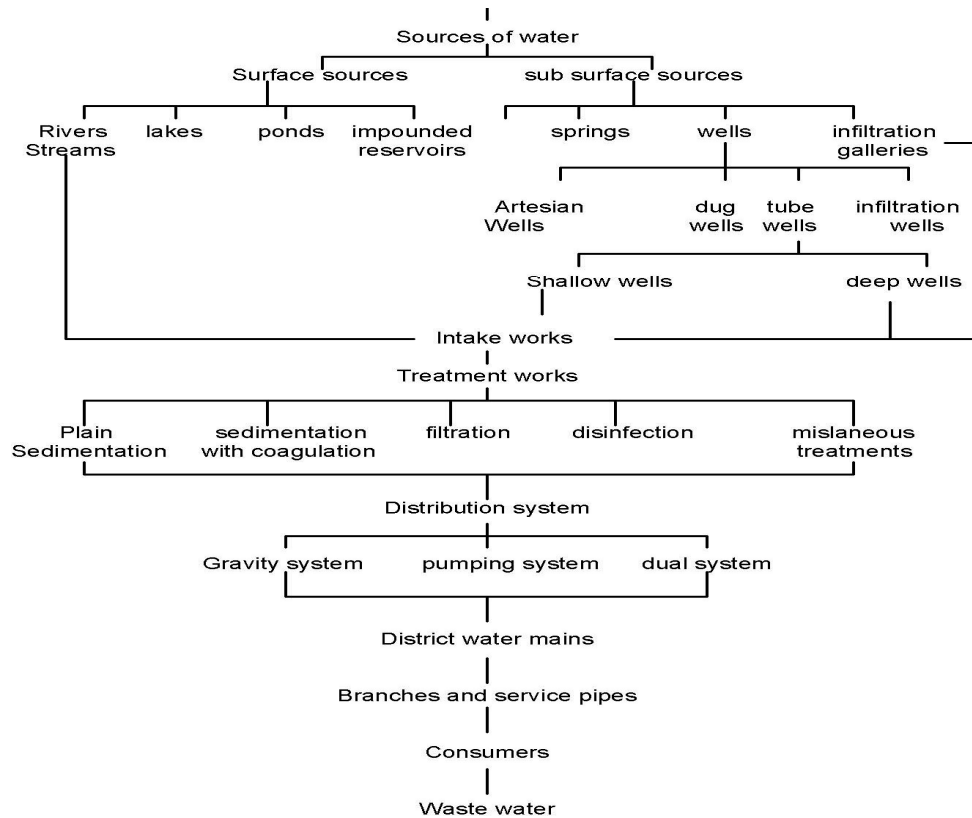 Sources of water
Surface sources sub surface sources
Rivers lakes ponds impounded springs wells infiltration
Streams reservoirs galleries
Artesian dug tube infiltration
Wells wells wells wells
Shallow wells deep wells
Intake works
Treatment works
Plain sedimentation filtration disinfection mislaneous
Sedimentation with coagulation treatments
Distribution system
Gravity system pumping system dual system
District water mains
Branches and service pipes
Consumers
Waste water